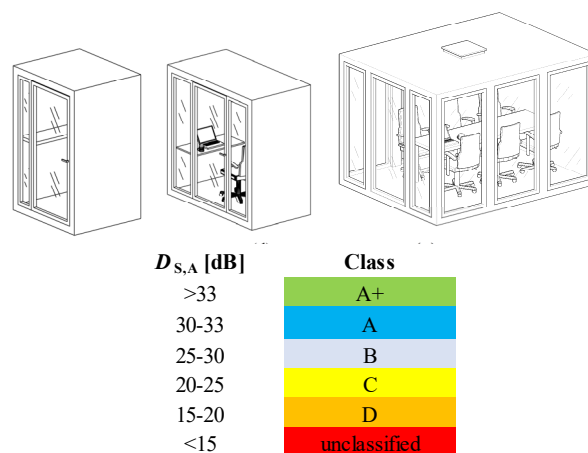 D S,A [dB] Class
>33 A+
30-33 A
25-30 B
20-25 C
15-20 D
<15 unclassified